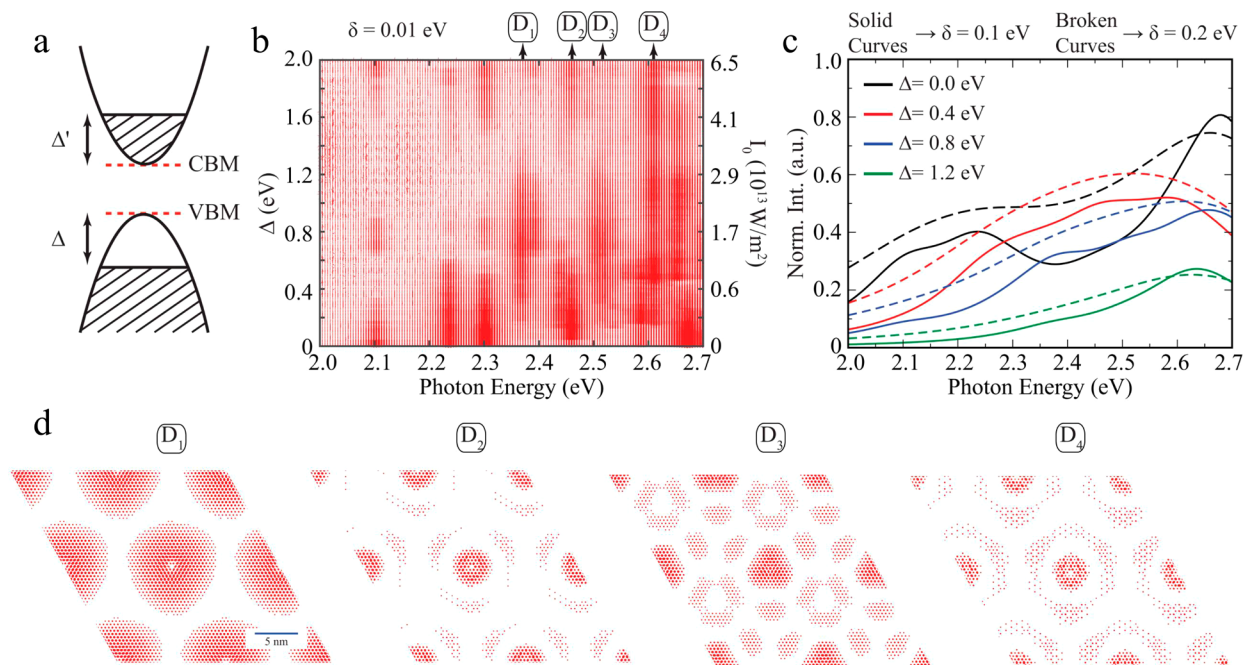 a
Δ'
CBM
VBM
Δ
b
δ = 0.01 eV
D₁
D₂
D₃
D₄
2.0
1.6
1.2
0.8
0.4
0
Δ (eV)
6.5
4.1
2.9
1.7
0.6
0
I₀ (10¹³ W/m²)
2.0 2.1 2.2 2.3 2.4 2.5 2.6 2.7
Photon Energy (eV)
c
Solid Curves → δ = 0.1 eV
Broken Curves → δ = 0.2 eV
1.0
0.8
0.6
0.4
0.2
0
Norm. Int. (a.u.)
Δ= 0.0 eV
Δ= 0.4 eV
Δ= 0.8 eV
Δ= 1.2 eV
2.0 2.1 2.2 2.3 2.4 2.5 2.6 2.7
Photon Energy (eV)
d
D₁
D₂
D₃
D₄
5 nm